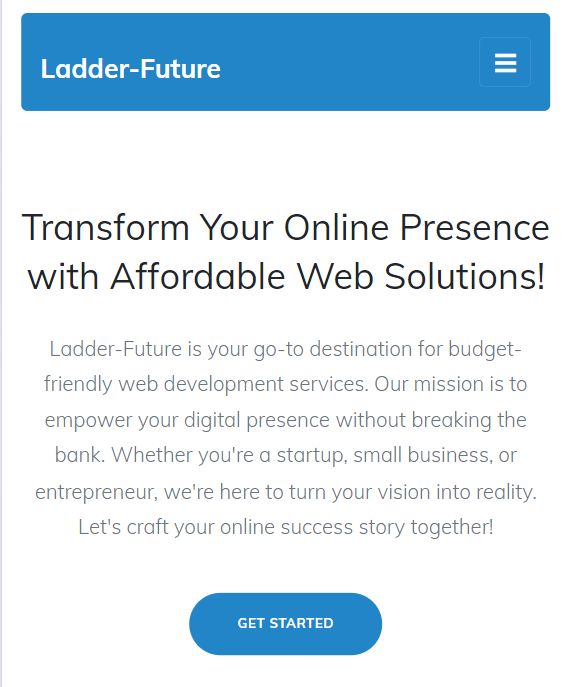 Ladder-Future
Transform Your Online Presence
with Affordable Web Solutions!
Ladder-Future is your go-to destination for budget-
friendly web development services. Our mission is to
empower your digital presence without breaking the
bank. Whether you're a startup, small business, or
entrepreneur, we're here to turn your vision into reality.
Let's craft your online success story together!
GET STARTED